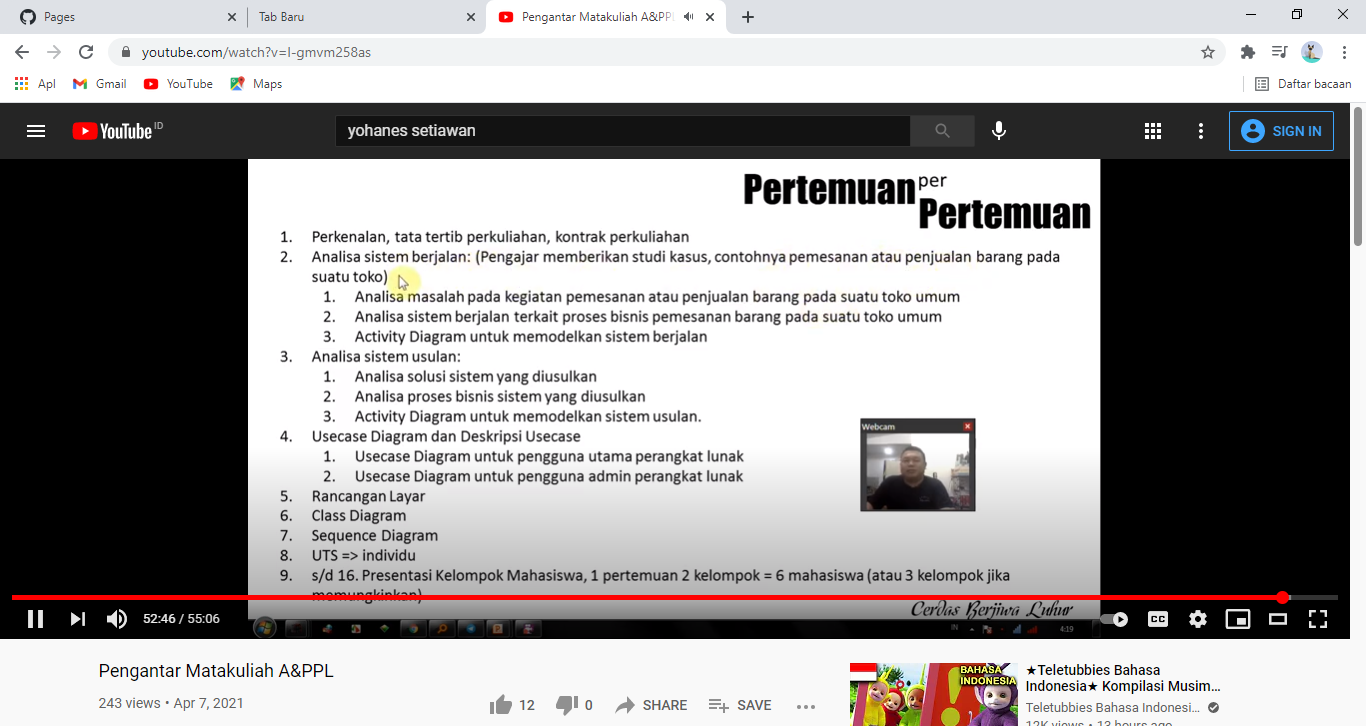 Pages
Tab Baru
Pengantar Matakuliah A&PPL
youtube.com/watch?v=l-gmvm258as
Apl
Gmail
YouTube
Maps
Daftar bacaan
YouTube ID
yohanes setiawan
SIGN IN
Pertemuan per
Pertemuan
1. Perkenalan, tata tertib perkuliahan, kontrak perkuliahan
2. Analisa sistem berjalan: (Pengajar memberikan studi kasus, contohnya pemesanan atau penjualan barang pada
suatu toko)
1. Analisa masalah pada kegiatan pemesanan atau penjualan barang pada suatu toko umum
2. Analisa sistem berjalan terkait proses bisnis pemesanan barang pada suatu toko umum
3. Activity Diagram untuk memodelkan sistem berjalan
3. Analisa sistem usulan:
1. Analisa solusi sistem yang diusulkan
2. Analisa proses bisnis sistem yang diusulkan
3. Activity Diagram untuk memodelkan sistem usulan.
4. Usecase Diagram dan Deskripsi Usecase
1. Usecase Diagram untuk pengguna utama perangkat lunak
2. Usecase Diagram untuk pengguna admin perangkat lunak
Webcam
5. Rancangan Layar
6. Class Diagram
7. Sequence Diagram
8. UTS => individu
9. s/d 16. Presentasi Kelompok Mahasiswa, 1 pertemuan 2 kelompok = 6 mahasiswa (atau 3 kelompok jika
memungkinkan)
Cerdas Berjiwa Luhur
52:46 / 55:06
CC
IN
4:19
Pengantar Matakuliah A&PPL
243 views • Apr 7, 2021
12
0
SHARE
SAVE
BAHASA
INDONESIA
★Teletubbies Bahasa
Indonesia★ Kompilasi Musim...
Teletubbies Bahasa Indonesi...
12K views • 13 hours ago